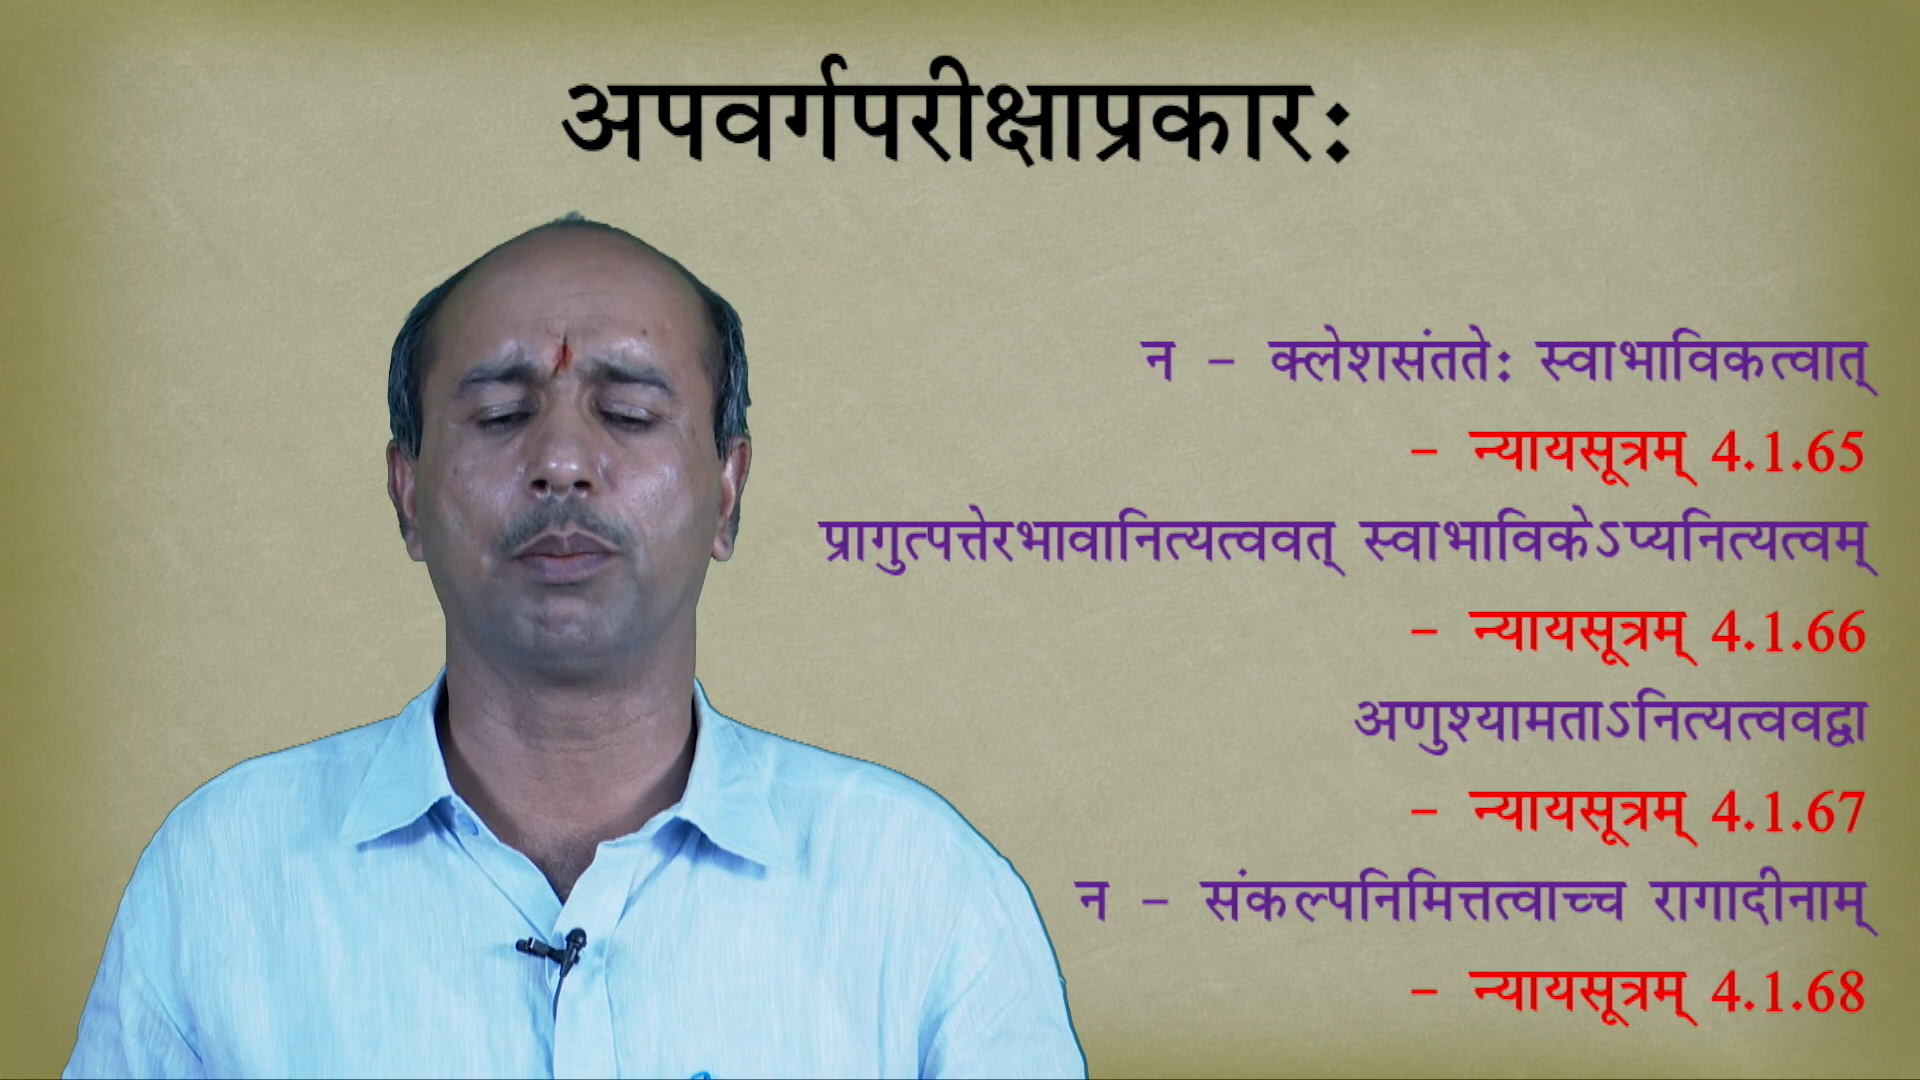 अपवर्गपरीक्षाप्रकारः
न – क्लेशसंततेः स्वाभाविकत्वात्
– न्यायसूत्रम् 4.1.65
प्रागुत्पत्तेरभावानित्यत्ववत् स्वाभाविकेऽप्यनित्यत्वम्
– न्यायसूत्रम् 4.1.66
अणुश्यामताऽनित्यत्ववद्वा
– न्यायसूत्रम् 4.1.67
न – संकल्पनिमित्तत्वाच्च रागादीनाम्
– न्यायसूत्रम् 4.1.68